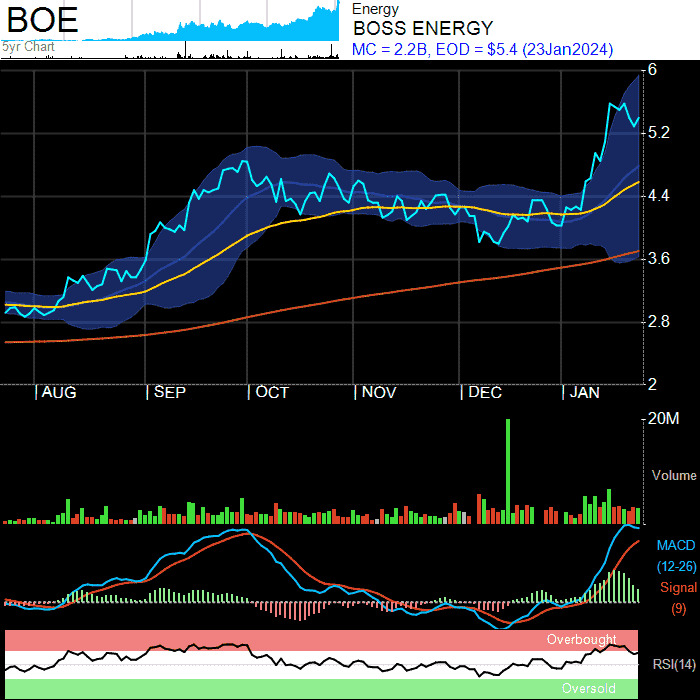 BOE
5yr Chart
Energy
BOSS ENERGY
MC = 2.2B, EOD = $5.4 (23Jan2024)
6
5.2
4.4
3.6
2.8
2
| AUG | SEP | OCT | NOV | DEC | JAN
20M
Volume
MACD
(12-26)
Signal
(9)
Overbought
RSI(14)
Oversold